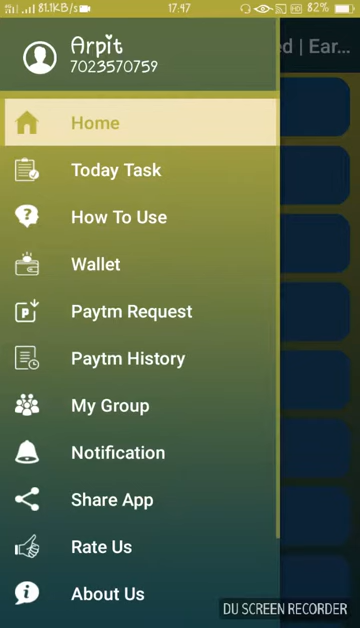 81.1KB/s 17.47 82%
Arpit
7023570759
d | Ear...
Home
Today Task
How To Use
Wallet
Paytm Request
Paytm History
My Group
Notification
Share App
Rate Us
About Us
DU SCREEN RECORDER